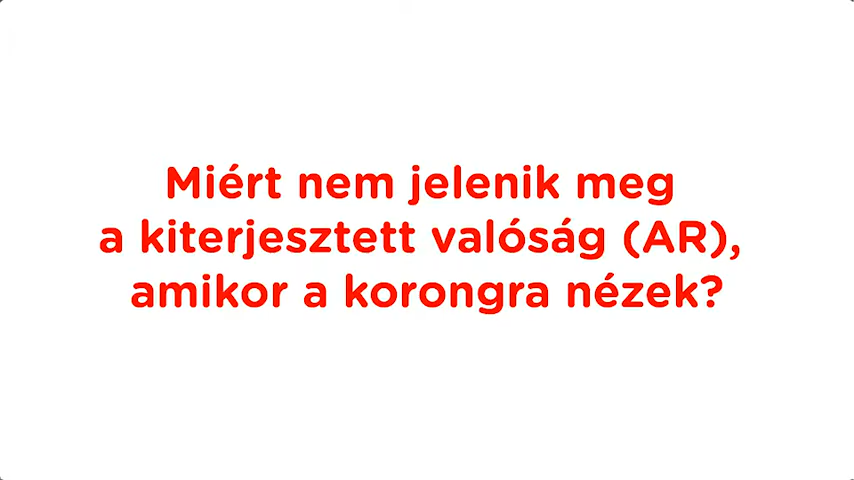 Miért nem jelenik meg
a kiterjesztett valóság (AR),
amikor a korongra nézek?